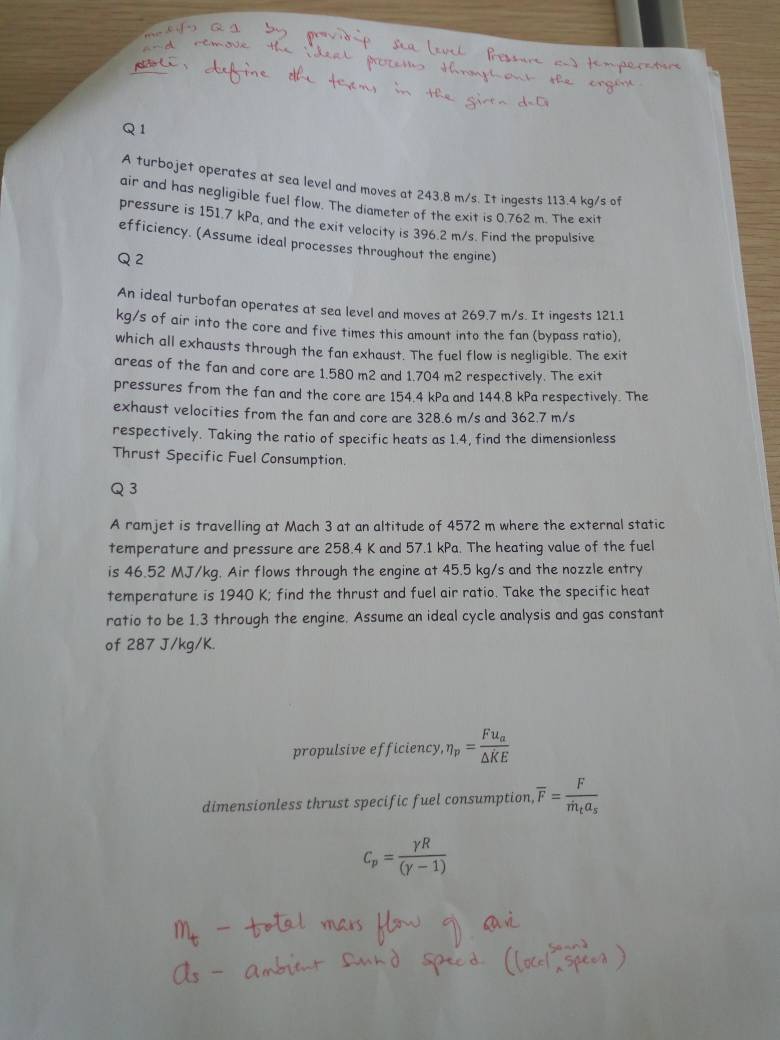 modify Q1 by providing sea level Pressure and temperature
and remove the ideal processes throughout the engine.
define the terms in the given data
Q 1
A turbojet operates at sea level and moves at 243.8 m/s. It ingests 113.4 kg/s of
air and has negligible fuel flow. The diameter of the exit is 0.762 m. The exit
pressure is 151.7 kPa, and the exit velocity is 396.2 m/s. Find the propulsive
efficiency. (Assume ideal processes throughout the engine)
Q 2
An ideal turbofan operates at sea level and moves at 269.7 m/s. It ingests 121.1
kg/s of air into the core and five times this amount into the fan (bypass ratio),
which all exhausts through the fan exhaust. The fuel flow is negligible. The exit
areas of the fan and core are 1.580 m2 and 1.704 m2 respectively. The exit
pressures from the fan and the core are 154.4 kPa and 144.8 kPa respectively. The
exhaust velocities from the fan and core are 328.6 m/s and 362.7 m/s
respectively. Taking the ratio of specific heats as 1.4, find the dimensionless
Thrust Specific Fuel Consumption.
Q 3
A ramjet is travelling at Mach 3 at an altitude of 4572 m where the external static
temperature and pressure are 258.4 K and 57.1 kPa. The heating value of the fuel
is 46.52 MJ/kg. Air flows through the engine at 45.5 kg/s and the nozzle entry
temperature is 1940 K; find the thrust and fuel air ratio. Take the specific heat
ratio to be 1.3 through the engine. Assume an ideal cycle analysis and gas constant
of 287 J/kg/K.
propulsive efficiency, η_p = Fu_a / ΔK̇E
dimensionless thrust specific fuel consumption, F̅ = F / ṁ_t a_s
C_p = γR / (γ − 1)
m_t - total mass flow of air
a_s - ambient sound speed (local sound speed)